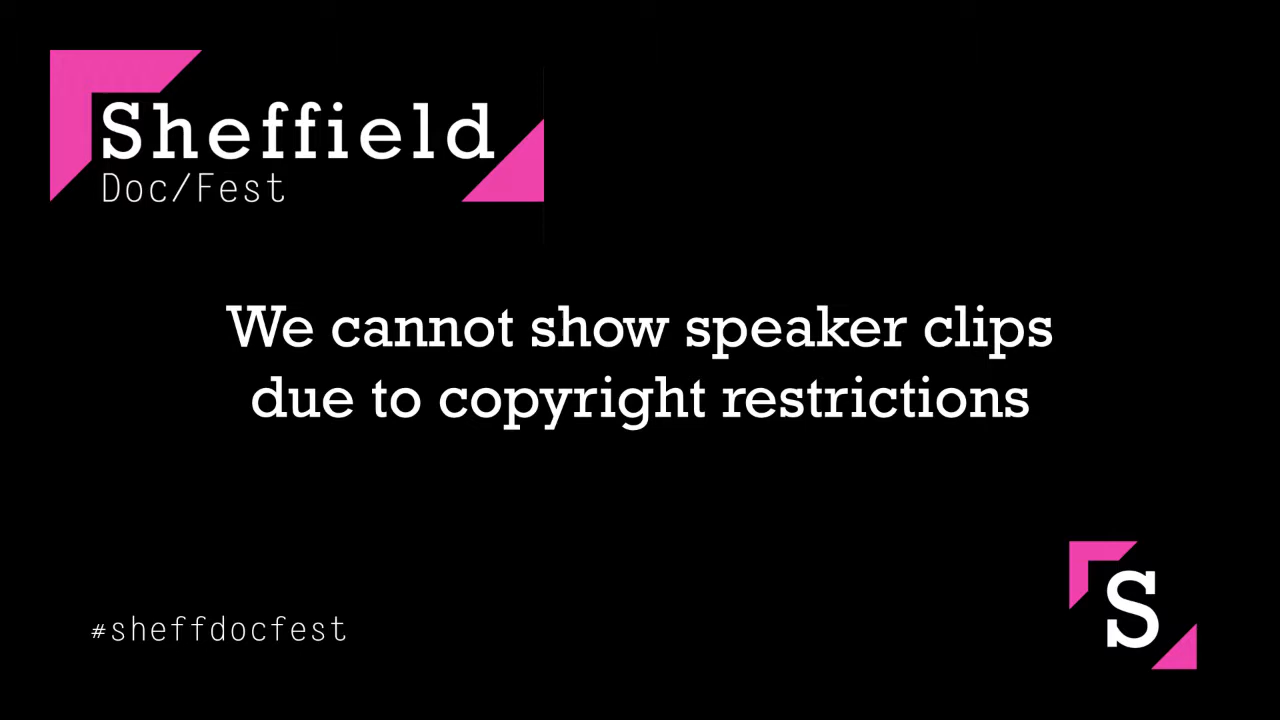 Sheffield
Doc/Fest
We cannot show speaker clips
due to copyright restrictions
#sheffdocfest
S